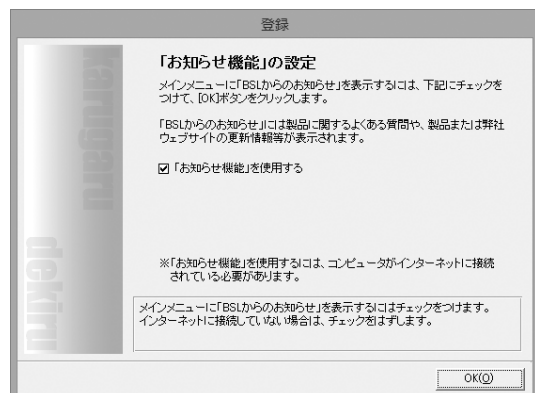 登録
karugaru
dekiru
「お知らせ機能」の設定
メインメニューに「BSLからのお知らせ」を表示するには、下記にチェックを
つけて、[OK]ボタンをクリックします。
「BSLからのお知らせ」には製品に関するよくある質問や、製品または弊社
ウェブサイトの更新情報等が表示されます。
「お知らせ機能」を使用する
※「お知らせ機能」を使用するには、コンピュータがインターネットに接続
されている必要があります。
メインメニューに「BSLからのお知らせ」を表示するにはチェックをつけます。
インターネットに接続していない場合は、チェックをはずします。
OK(O)